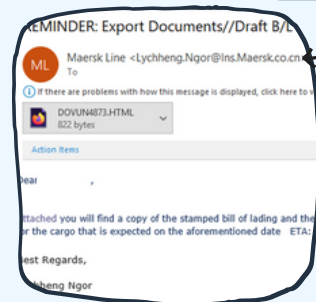 REMINDER: Export Documents//Draft B/L
ML
Maersk Line <Lychheng.Ngor@lns.Maersk.co.cn
To
If there are problems with how this message is displayed, click here to v
DOVUN4873.HTML
822 bytes
Action Items
Dear ,
attached you will find a copy of the stamped bill of lading and the
or the cargo that is expected on the aforementioned date ETA:
est Regards,
chheng Ngor